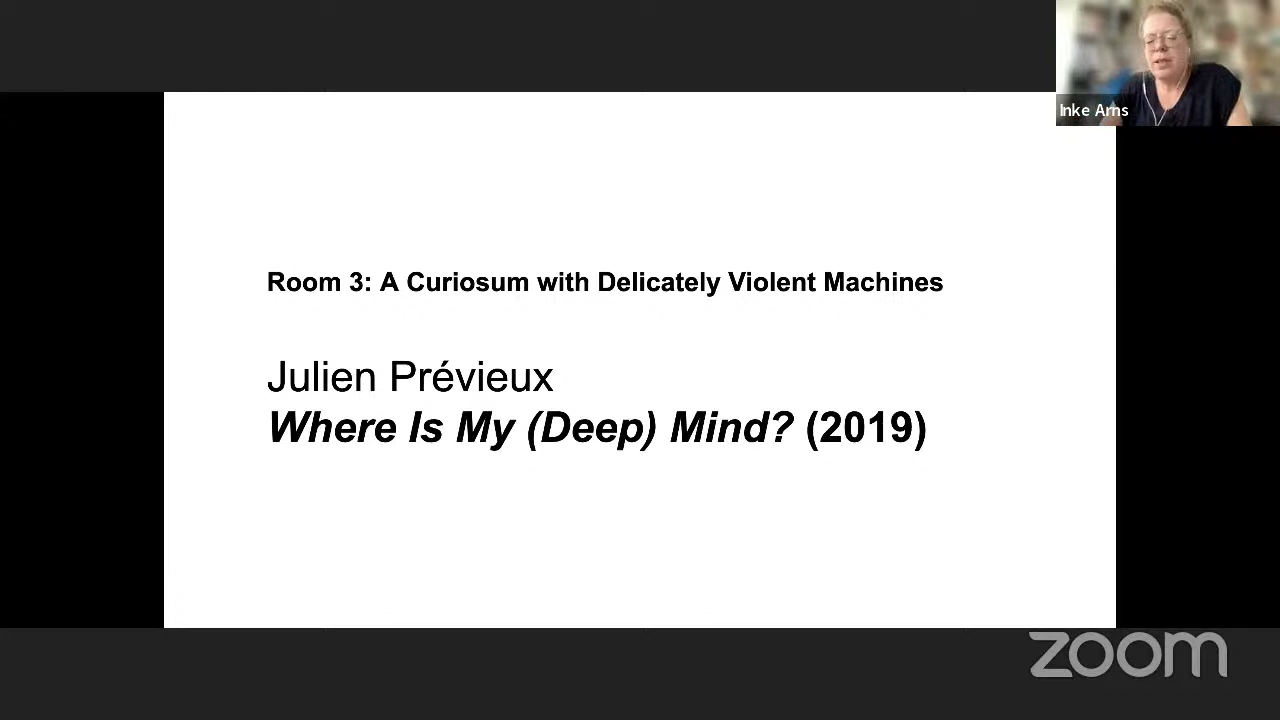 Inke Arns
Room 3: A Curiosum with Delicately Violent Machines
Julien Prévieux
Where Is My (Deep) Mind? (2019)
zoom